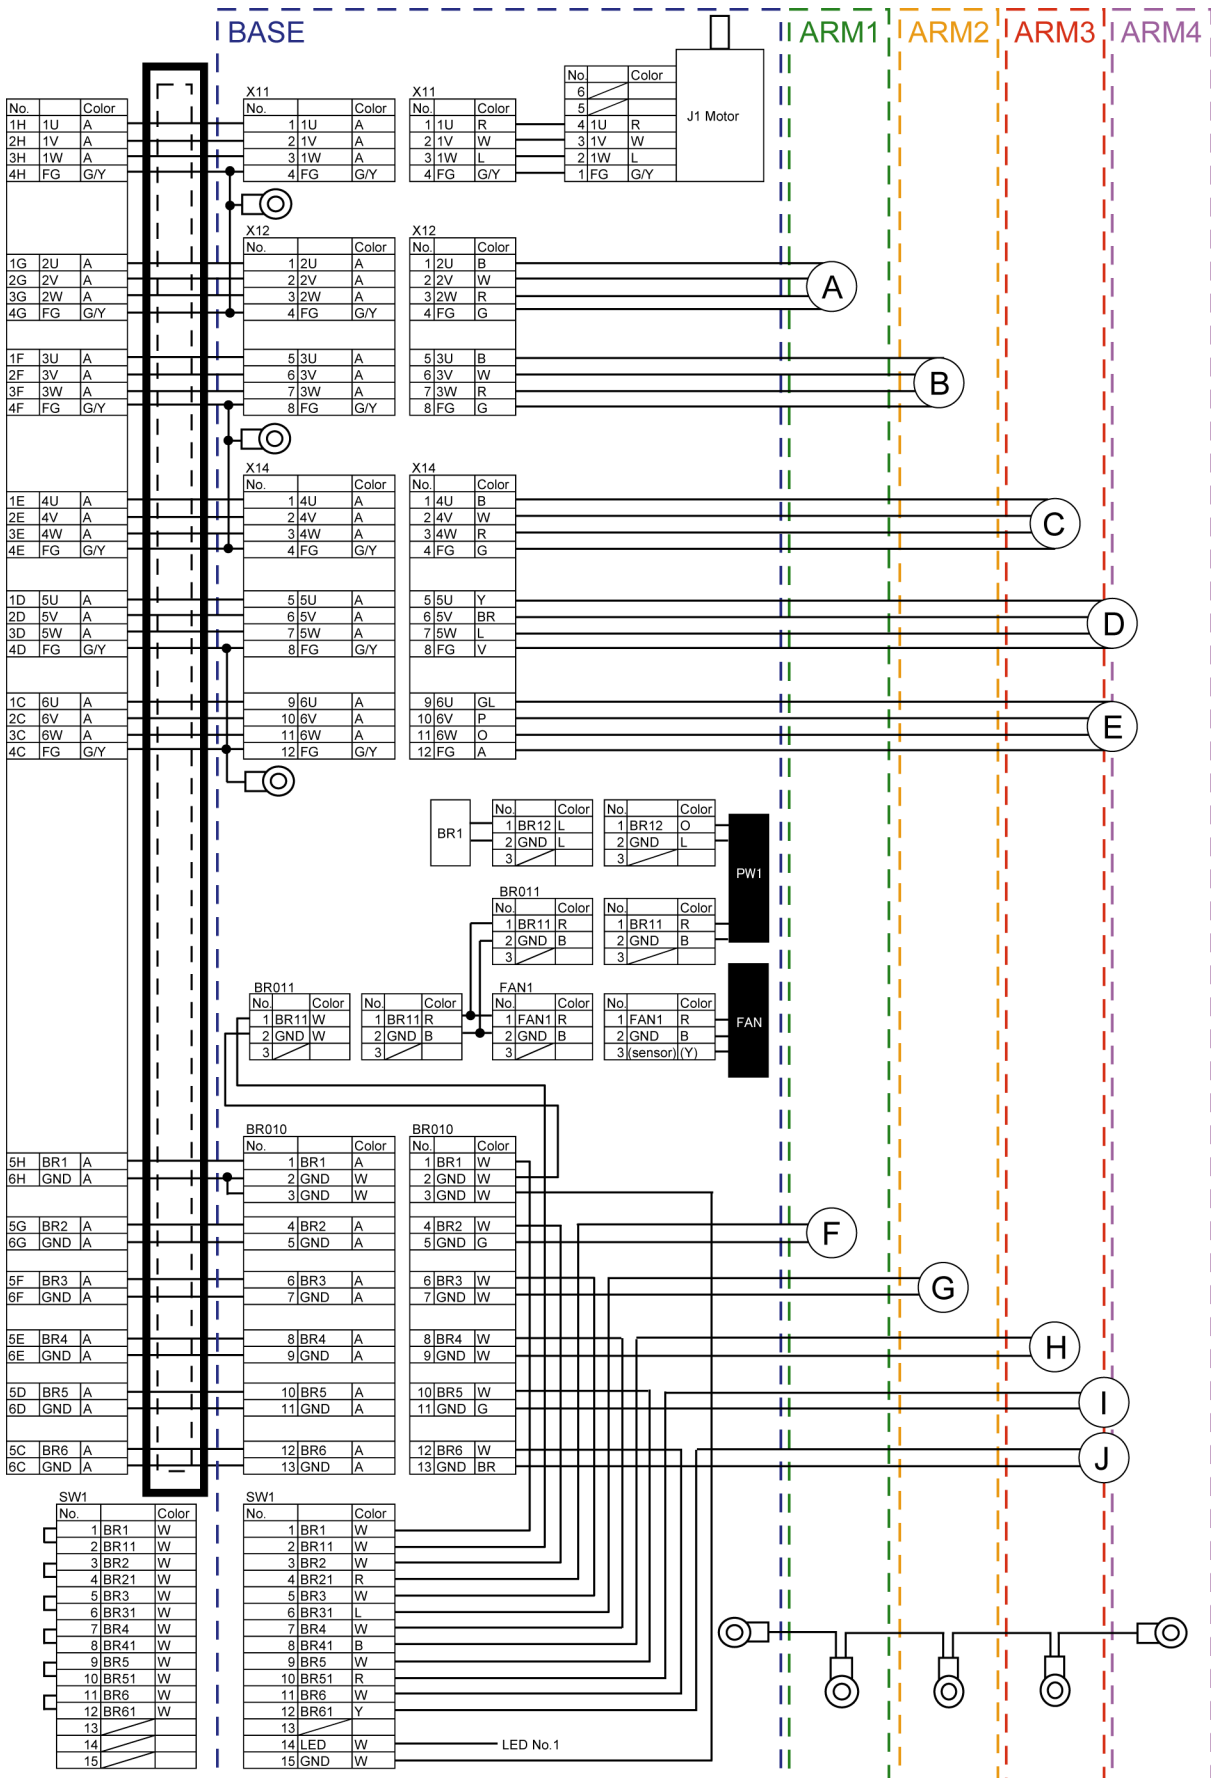 BASE ARM1 ARM2 ARM3 ARM4
No. Color
1H 1U A
2H 1V A
3H 1W A
4H FG G/Y
1G 2U A
2G 2V A
3G 2W A
4G FG G/Y
1F 3U A
2F 3V A
3F 3W A
4F FG G/Y
1E 4U A
2E 4V A
3E 4W A
4E FG G/Y
1D 5U A
2D 5V A
3D 5W A
4D FG G/Y
1C 6U A
2C 6V A
3C 6W A
4C FG G/Y
5H BR1 A
6H GND A
5G BR2 A
6G GND A
5F BR3 A
6F GND A
5E BR4 A
6E GND A
5D BR5 A
6D GND A
5C BR6 A
6C GND A
X11
No. Color
1 1U A
2 1V A
3 1W A
4 FG G/Y
X11
No. Color
1 1U R
2 1V W
3 1W L
4 FG G/Y
No. Color
6
5
4 1U R
3 1V W
2 1W L
1 FG G/Y
J1 Motor
X12
No. Color
1 2U A
2 2V A
3 2W A
4 FG G/Y
5 3U A
6 3V A
7 3W A
8 FG G/Y
X12
No. Color
1 2U B
2 2V W
3 2W R
4 FG G
5 3U B
6 3V W
7 3W R
8 FG G
A
B
X14
No. Color
1 4U A
2 4V A
3 4W A
4 FG G/Y
5 5U A
6 5V A
7 5W A
8 FG G/Y
9 6U A
10 6V A
11 6W A
12 FG G/Y
X14
No. Color
1 4U B
2 4V W
3 4W R
4 FG G
5 5U Y
6 5V BR
7 5W L
8 FG V
9 6U GL
10 6V P
11 6W O
12 FG A
C
D
E
BR1
No. Color
1 BR12 L
2 GND L
3
No. Color
1 BR12 O
2 GND L
3
PW1
BR011
No. Color
1 BR11 R
2 GND B
3
No. Color
1 BR11 R
2 GND B
3
BR011
No. Color
1 BR11 W
2 GND W
3
No. Color
1 BR11 R
2 GND B
3
FAN1
No. Color
1 FAN1 R
2 GND B
3
No. Color
1 FAN1 R
2 GND B
3 (sensor) (Y)
FAN
BR010
No. Color
1 BR1 A
2 GND W
3 GND W
4 BR2 A
5 GND A
6 BR3 A
7 GND A
8 BR4 A
9 GND A
10 BR5 A
11 GND A
12 BR6 A
13 GND A
BR010
No. Color
1 BR1 W
2 GND W
3 GND W
4 BR2 W
5 GND G
6 BR3 W
7 GND W
8 BR4 W
9 GND W
10 BR5 W
11 GND G
12 BR6 W
13 GND BR
F
G
H
I
J
SW1
No. Color
1 BR1 W
2 BR11 W
3 BR2 W
4 BR21 W
5 BR3 W
6 BR31 W
7 BR4 W
8 BR41 W
9 BR5 W
10 BR51 W
11 BR6 W
12 BR61 W
13
14
15
SW1
No. Color
1 BR1 W
2 BR11 W
3 BR2 W
4 BR21 R
5 BR3 W
6 BR31 L
7 BR4 W
8 BR41 B
9 BR5 W
10 BR51 R
11 BR6 W
12 BR61 Y
13
14 LED W
15 GND W
LED No.1